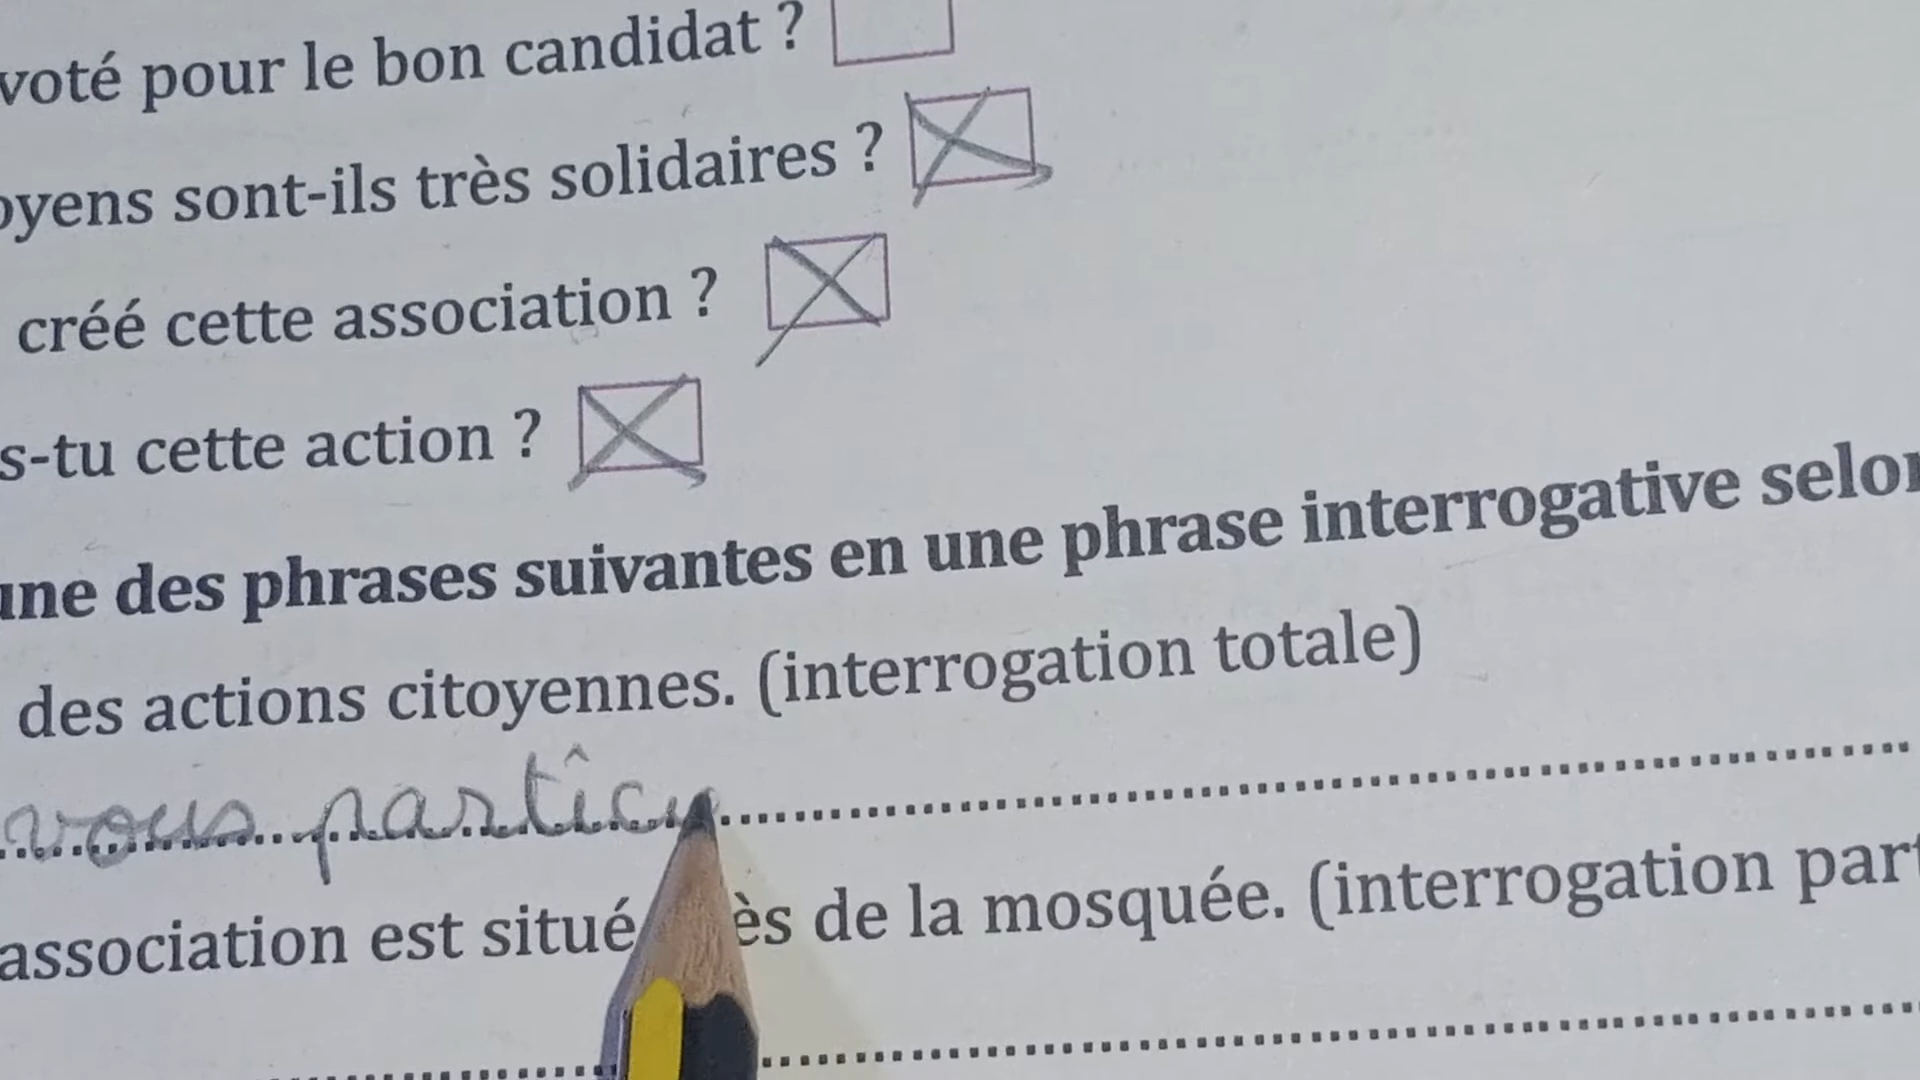 voté pour le bon candidat ?
oyens sont-ils très solidaires ?
créé cette association ?
s-tu cette action ?
une des phrases suivantes en une phrase interrogative selon
des actions citoyennes. (interrogation totale)
vous particu
association est situé ès de la mosquée. (interrogation part